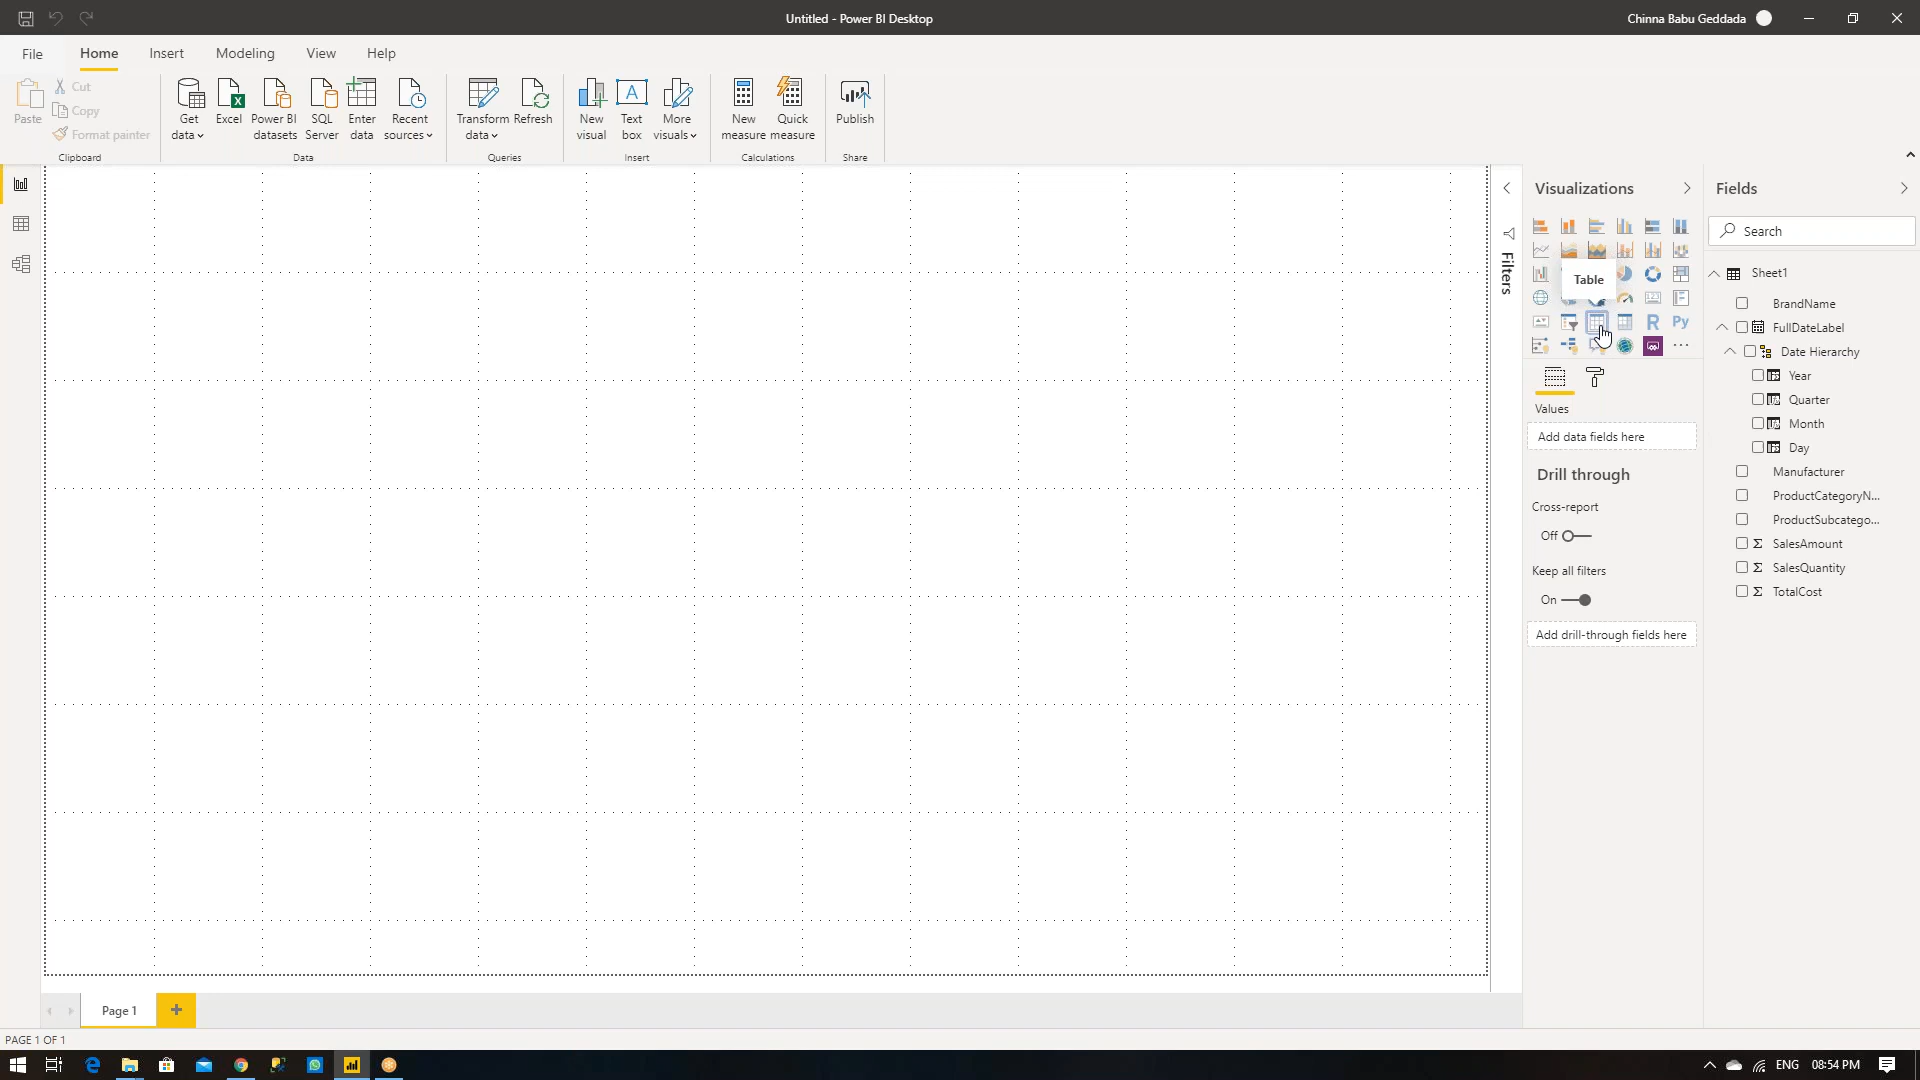 Untitled - Power BI Desktop
Chinna Babu Geddada
File
Home
Insert
Modeling
View
Help
Paste
Cut
Copy
Format painter
Clipboard
Get data
Excel
Power BI datasets
SQL Server
Enter data
Recent sources
Data
Transform data
Refresh
Queries
New visual
Text box
More visuals
Insert
New measure
Quick measure
Calculations
Publish
Share
Filters
Visualizations
Table
R
Py
Values
Add data fields here
Drill through
Cross-report
Off
Keep all filters
On
Add drill-through fields here
Fields
Search
Sheet1
BrandName
FullDateLabel
Date Hierarchy
Year
Quarter
Month
Day
Manufacturer
ProductCategoryN...
ProductSubcatego...
Σ SalesAmount
Σ SalesQuantity
Σ TotalCost
Page 1
PAGE 1 OF 1
ENG
08:54 PM